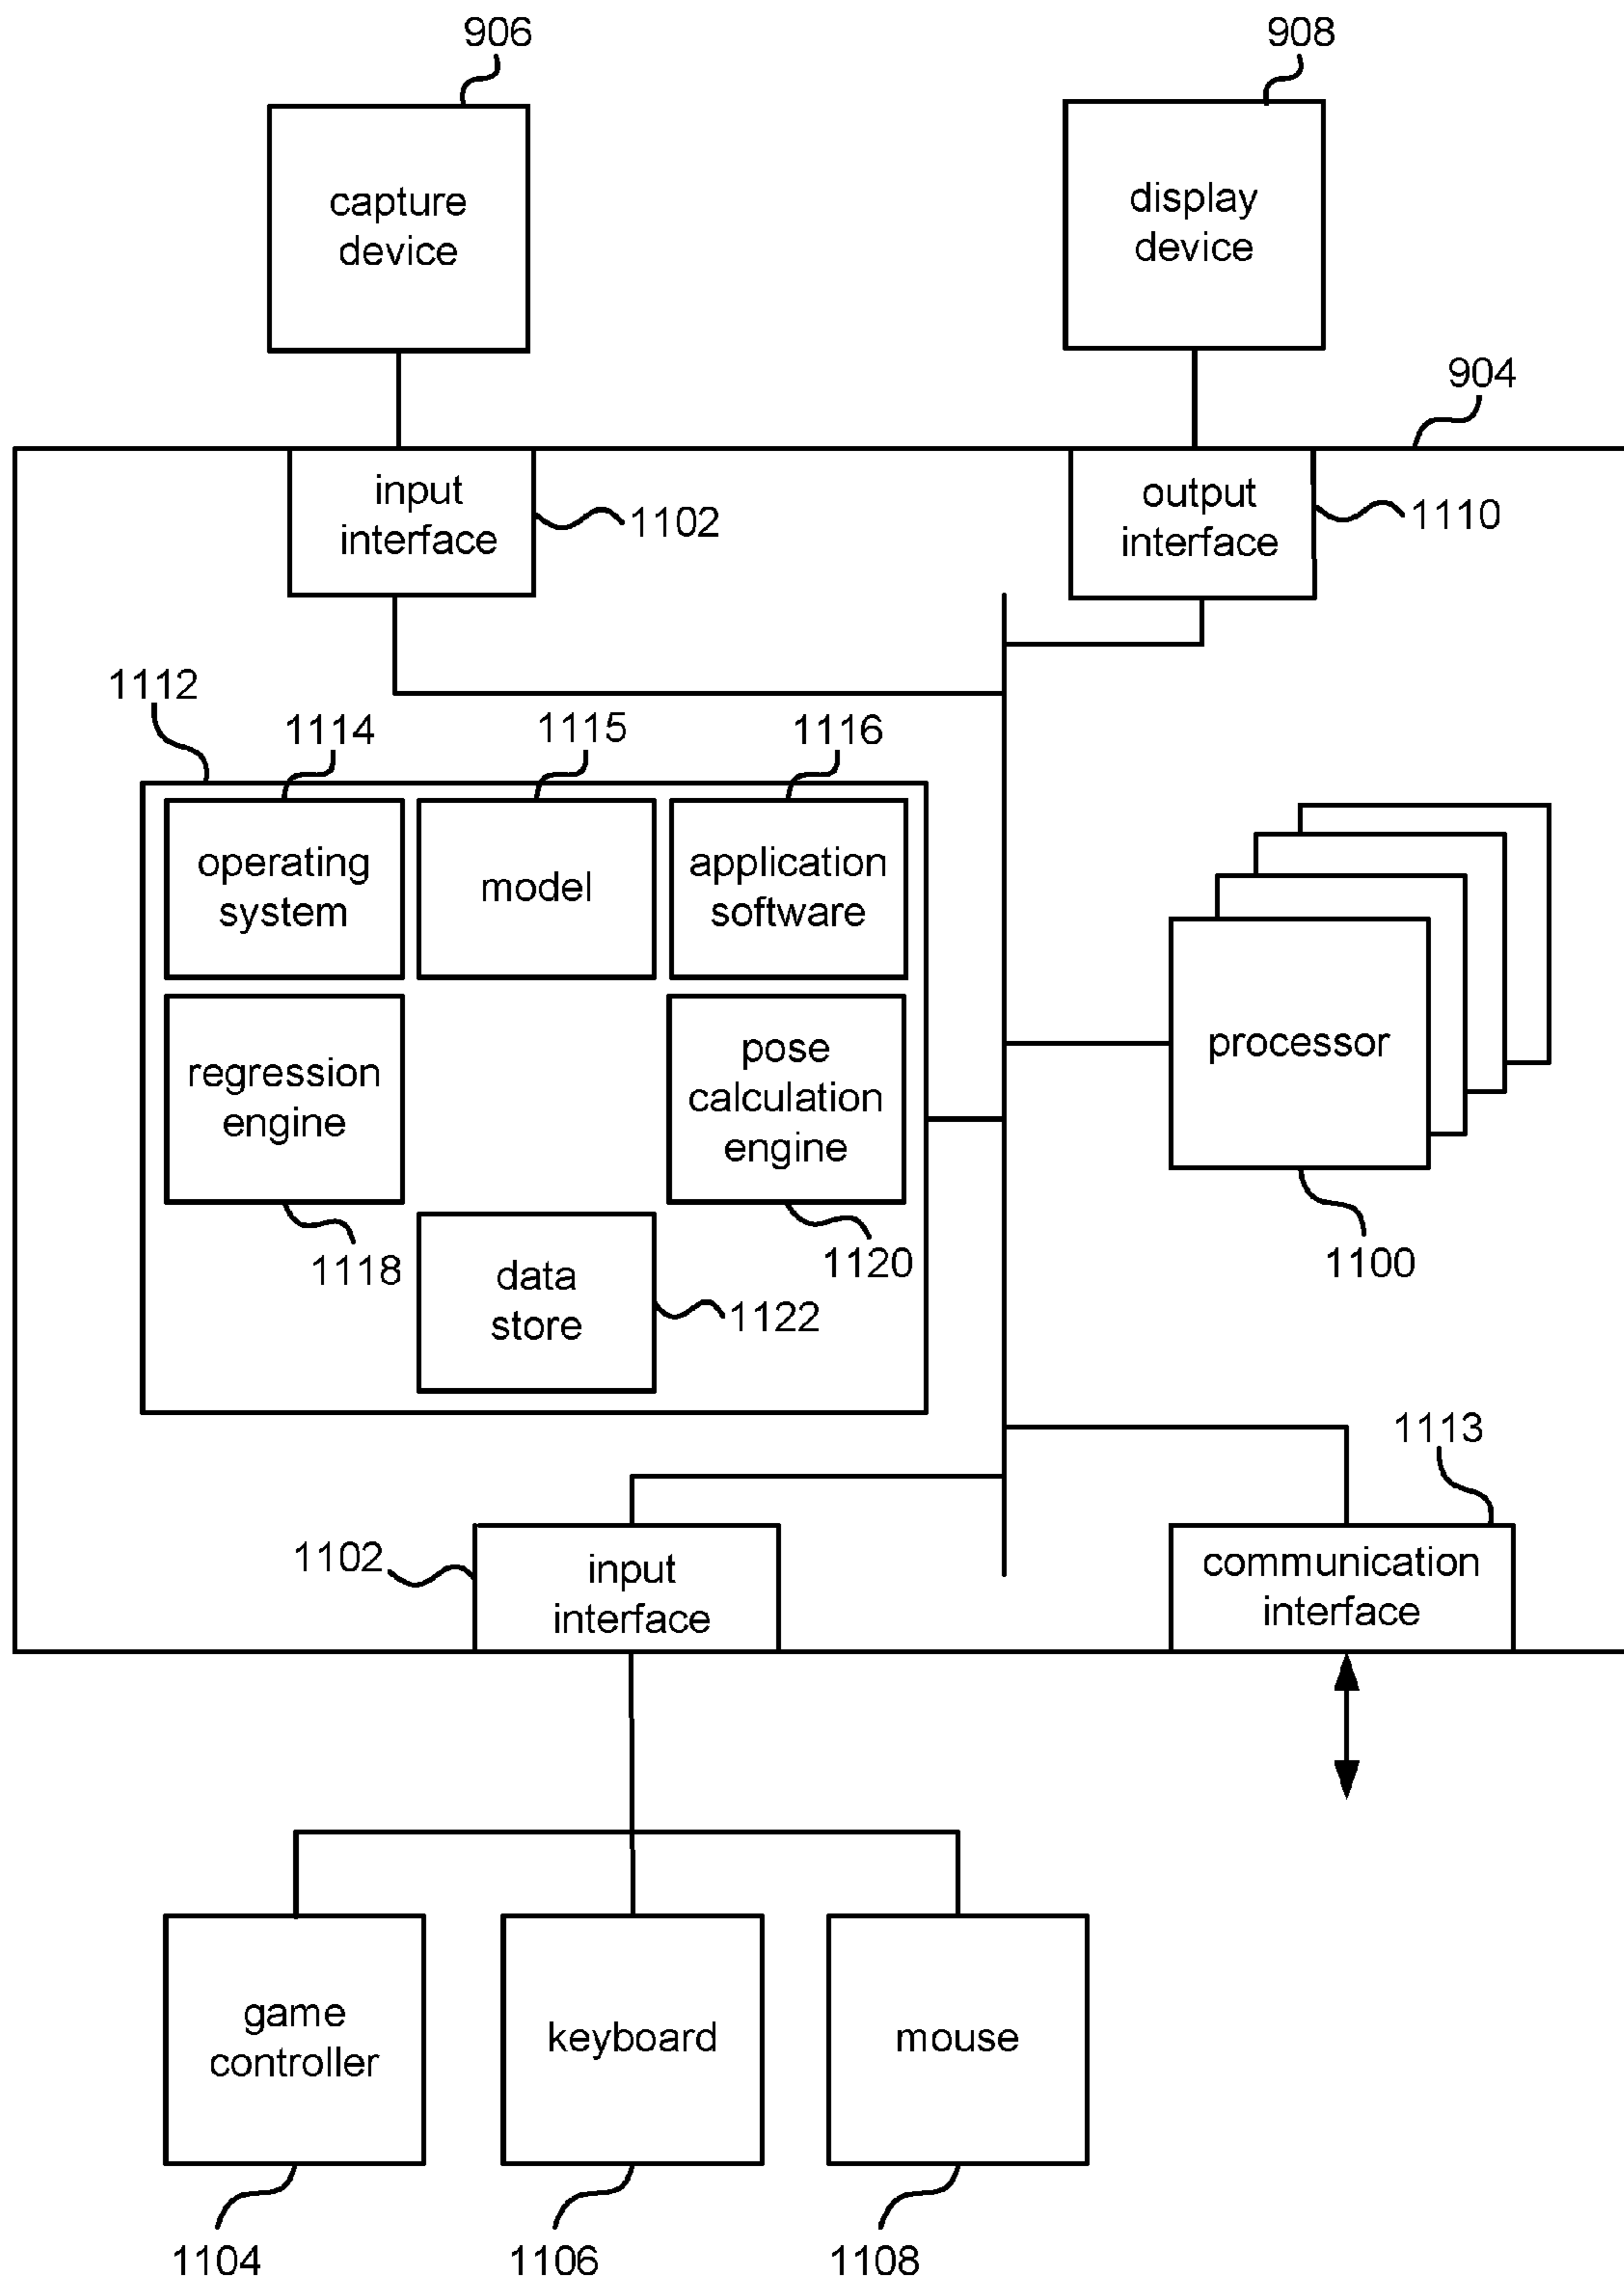 906
908
capture
device
display
device
904
input
interface
1102
output
interface
1110
1112
1114
1115
1116
operating
system
model
application
software
regression
engine
pose
calculation
engine
processor
1118
1120
1100
data
store
1122
1113
1102
input
interface
communication
interface
game
controller
keyboard
mouse
1104
1106
1108